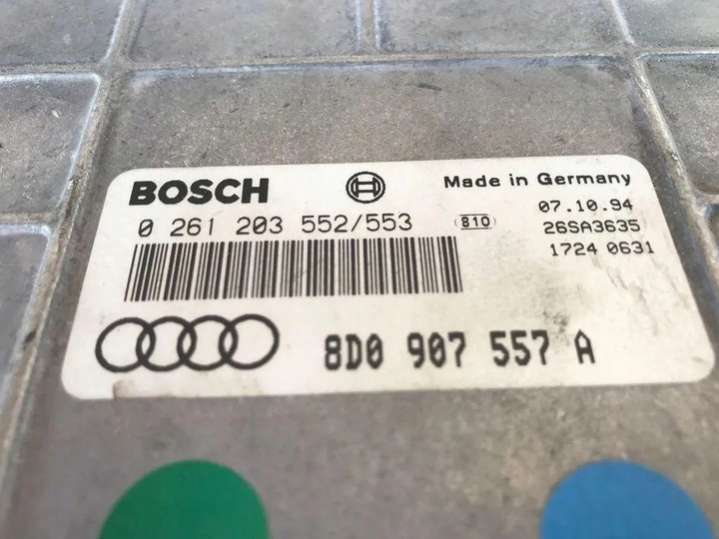 BOSCH
Made in Germany
0 261 203 552/553
810
07.10.94
26SA3635
1724 0631
8D0 907 557 A